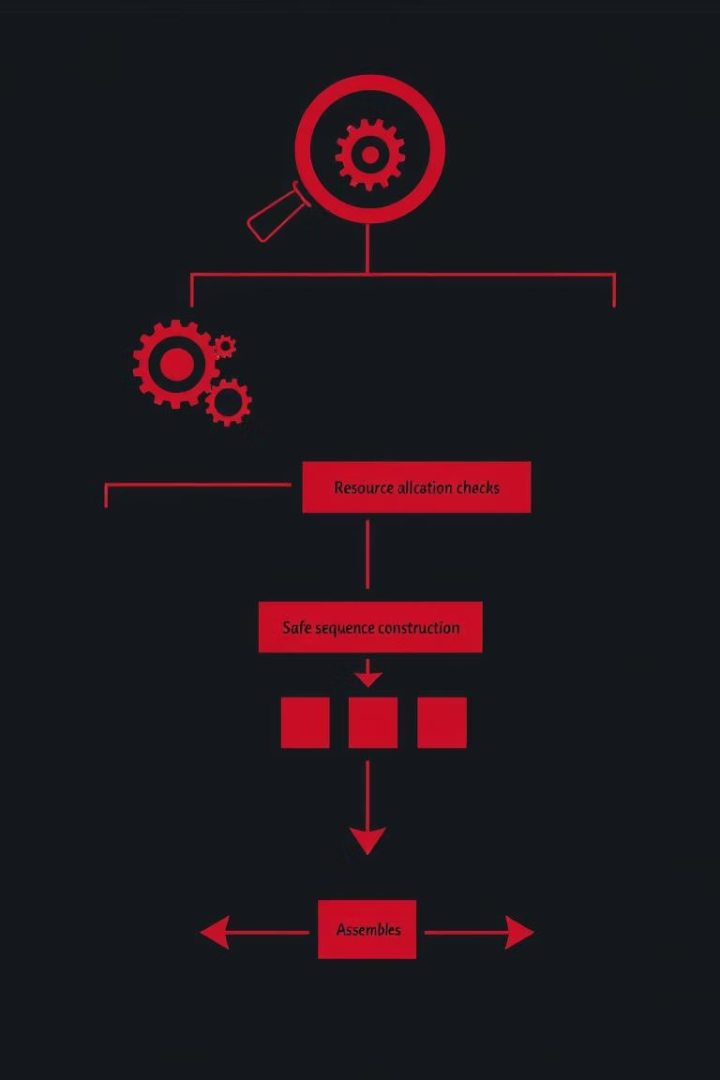 Resource allcation checks
Safe sequence construction
Assembles